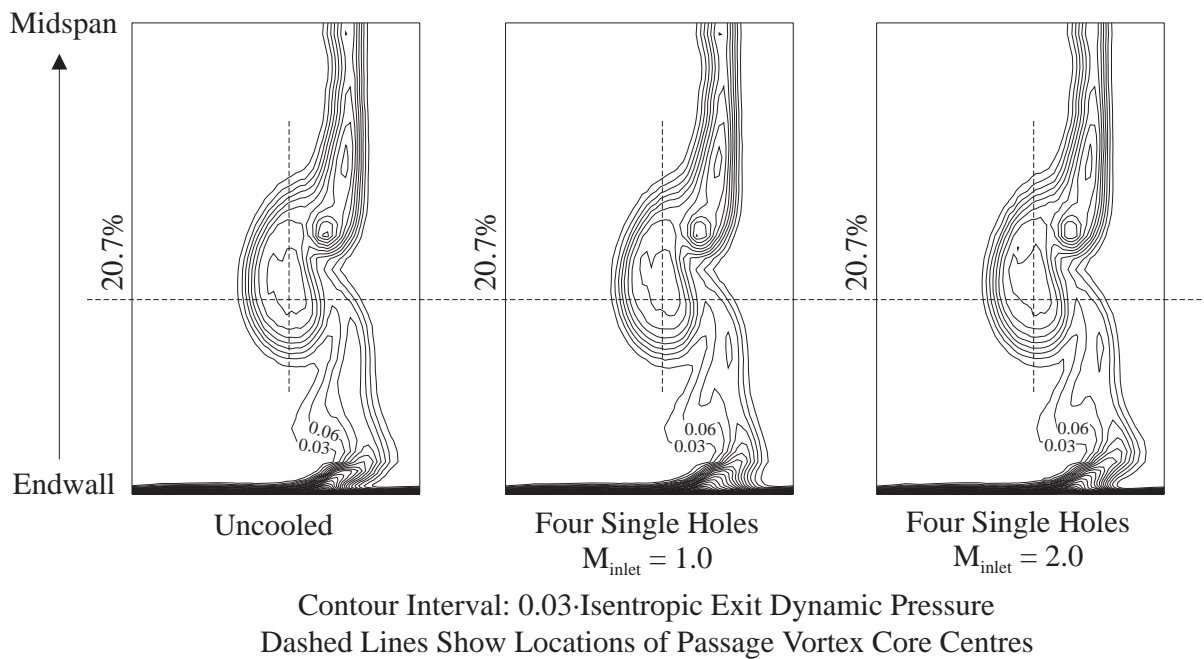 Midspan
Endwall
20.7%
0.06
0.03
Uncooled
20.7%
0.06
0.03
Four Single Holes
M_inlet = 1.0
20.7%
0.06
0.03
Four Single Holes
M_inlet = 2.0
Contour Interval: 0.03·Isentropic Exit Dynamic Pressure
Dashed Lines Show Locations of Passage Vortex Core Centres